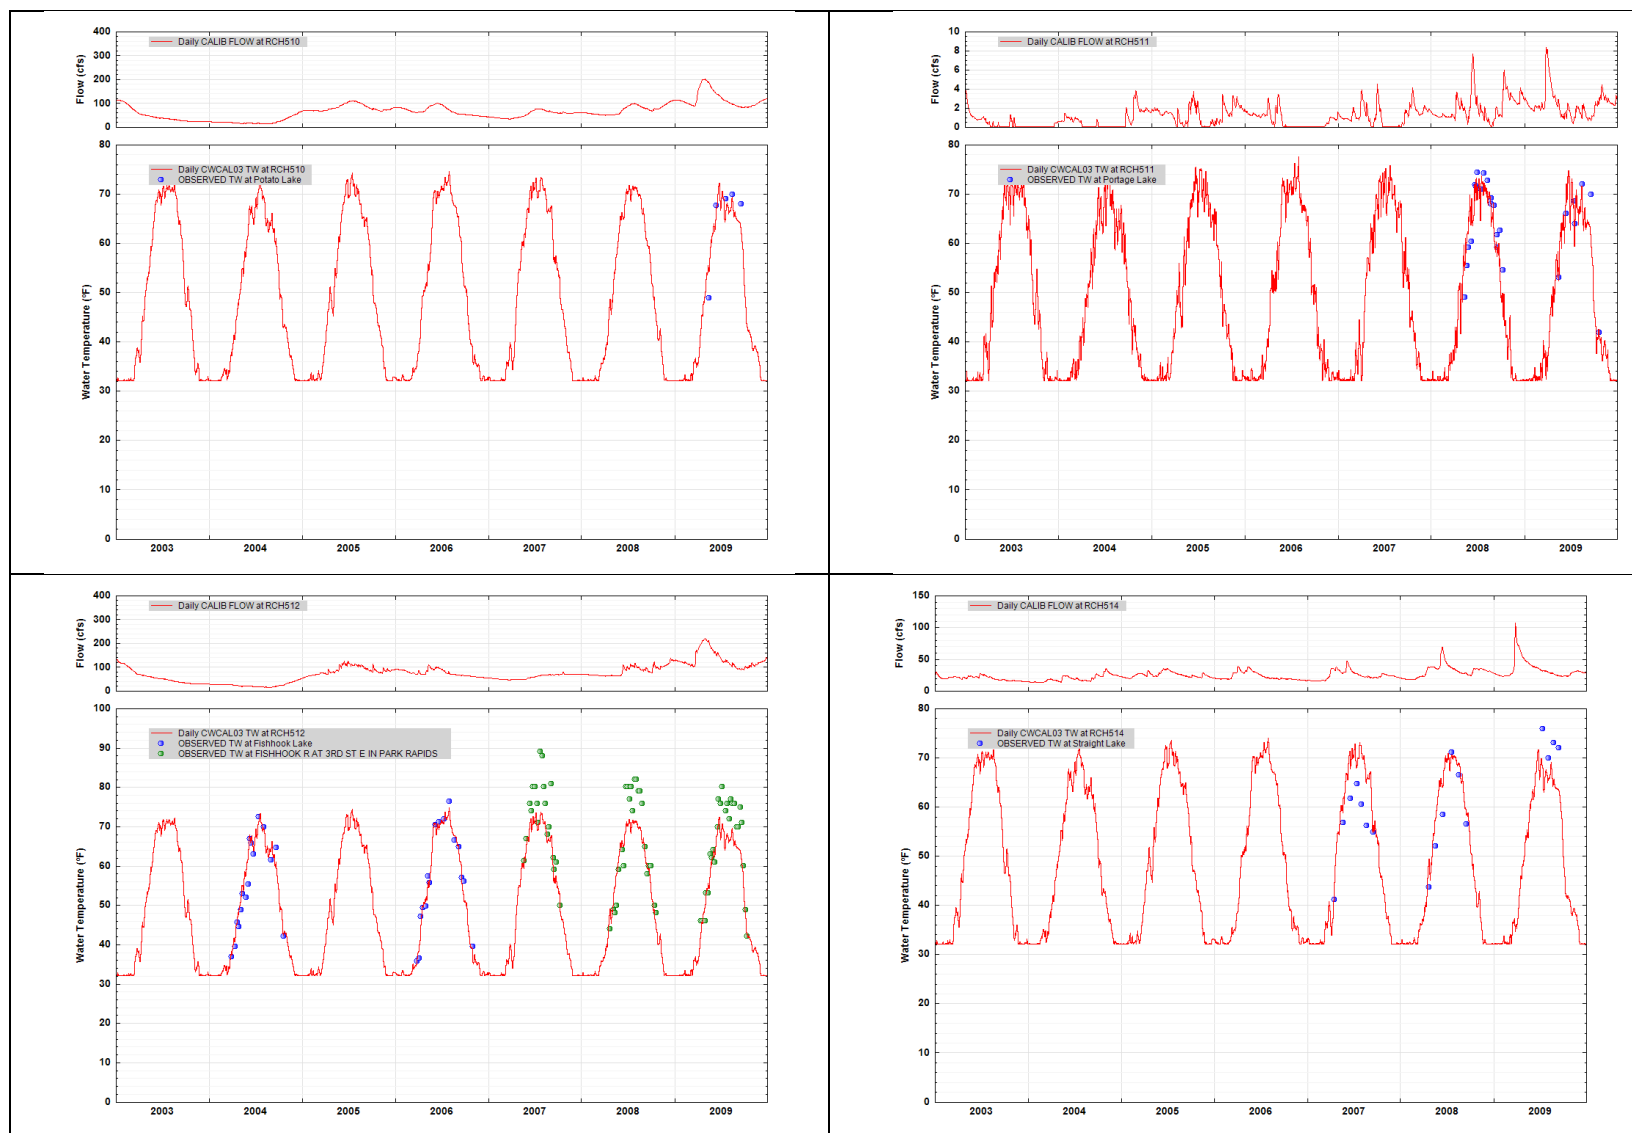 400
300
200
100
0
Flow (cfs)
Daily CALIB FLOW at RCH510
80
70
60
50
40
30
20
10
0
Water Temperature (ºF)
Daily CWCAL03 TW at RCH510
OBSERVED TW at Potato Lake
2003 2004 2005 2006 2007 2008 2009
10
8
6
4
2
0
Flow (cfs)
Daily CALIB FLOW at RCH511
80
70
60
50
40
30
20
10
0
Water Temperature (ºF)
Daily CWCAL03 TW at RCH511
OBSERVED TW at Portage Lake
2003 2004 2005 2006 2007 2008 2009
400
300
200
100
0
Flow (cfs)
Daily CALIB FLOW at RCH512
100
90
80
70
60
50
40
30
20
10
0
Water Temperature (ºF)
Daily CWCAL03 TW at RCH512
OBSERVED TW at Fishhook Lake
OBSERVED TW at FISHHOOK R AT 3RD ST E IN PARK RAPIDS
2003 2004 2005 2006 2007 2008 2009
150
100
50
0
Flow (cfs)
Daily CALIB FLOW at RCH514
80
70
60
50
40
30
20
10
0
Water Temperature (ºF)
Daily CWCAL03 TW at RCH514
OBSERVED TW at Straight Lake
2003 2004 2005 2006 2007 2008 2009